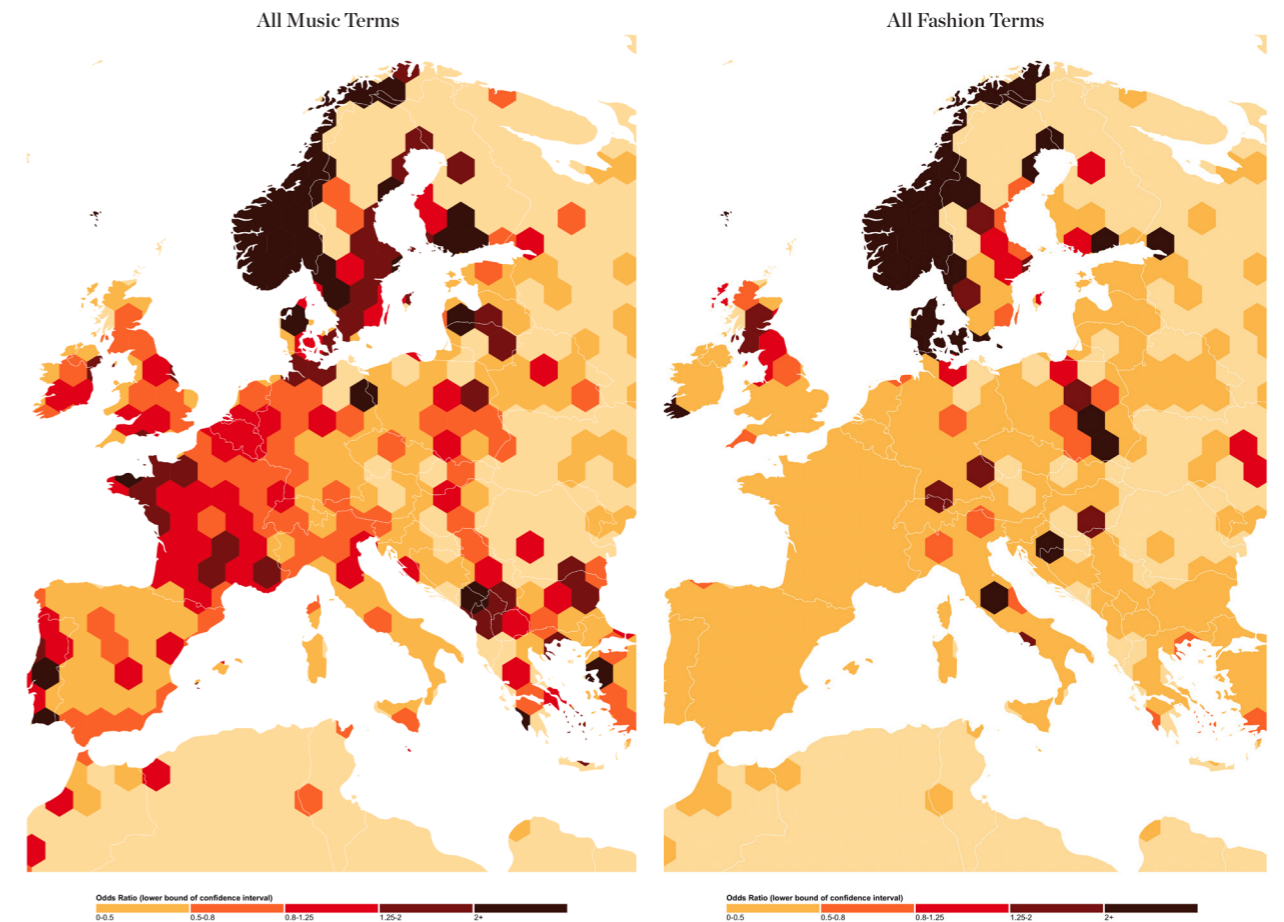 All Music Terms
All Fashion Terms
Odds Ratio (lower bound of confidence interval)
0-0.5 0.5-0.8 0.8-1.25 1.25-2 2+
Odds Ratio (lower bound of confidence interval)
0-0.5 0.5-0.8 0.8-1.25 1.25-2 2+